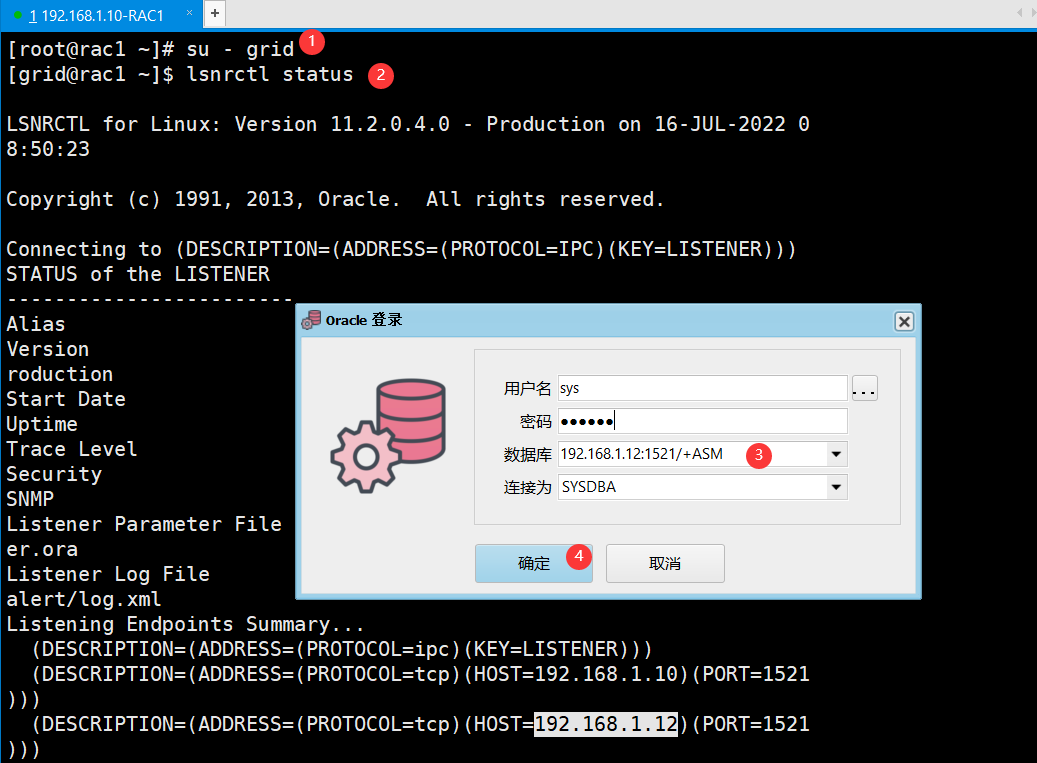 1 192.168.1.10-RAC1 × +
[root@rac1 ~]# su - grid 1
[grid@rac1 ~]$ lsnrctl status 2
LSNRCTL for Linux: Version 11.2.0.4.0 - Production on 16-JUL-2022 0
8:50:23
Copyright (c) 1991, 2013, Oracle.  All rights reserved.
Connecting to (DESCRIPTION=(ADDRESS=(PROTOCOL=IPC)(KEY=LISTENER)))
STATUS of the LISTENER
------------------------
Alias
Version
roduction
Start Date
Uptime
Trace Level
Security
SNMP
Listener Parameter File
er.ora
Listener Log File
alert/log.xml
Listening Endpoints Summary...
  (DESCRIPTION=(ADDRESS=(PROTOCOL=ipc)(KEY=LISTENER)))
  (DESCRIPTION=(ADDRESS=(PROTOCOL=tcp)(HOST=192.168.1.10)(PORT=1521
)))
  (DESCRIPTION=(ADDRESS=(PROTOCOL=tcp)(HOST=192.168.1.12)(PORT=1521
)))
Oracle 登录
用户名 sys ...
密码 ●●●●●●
数据库 192.168.1.12:1521/+ASM 3
连接为 SYSDBA
确定 4 取消